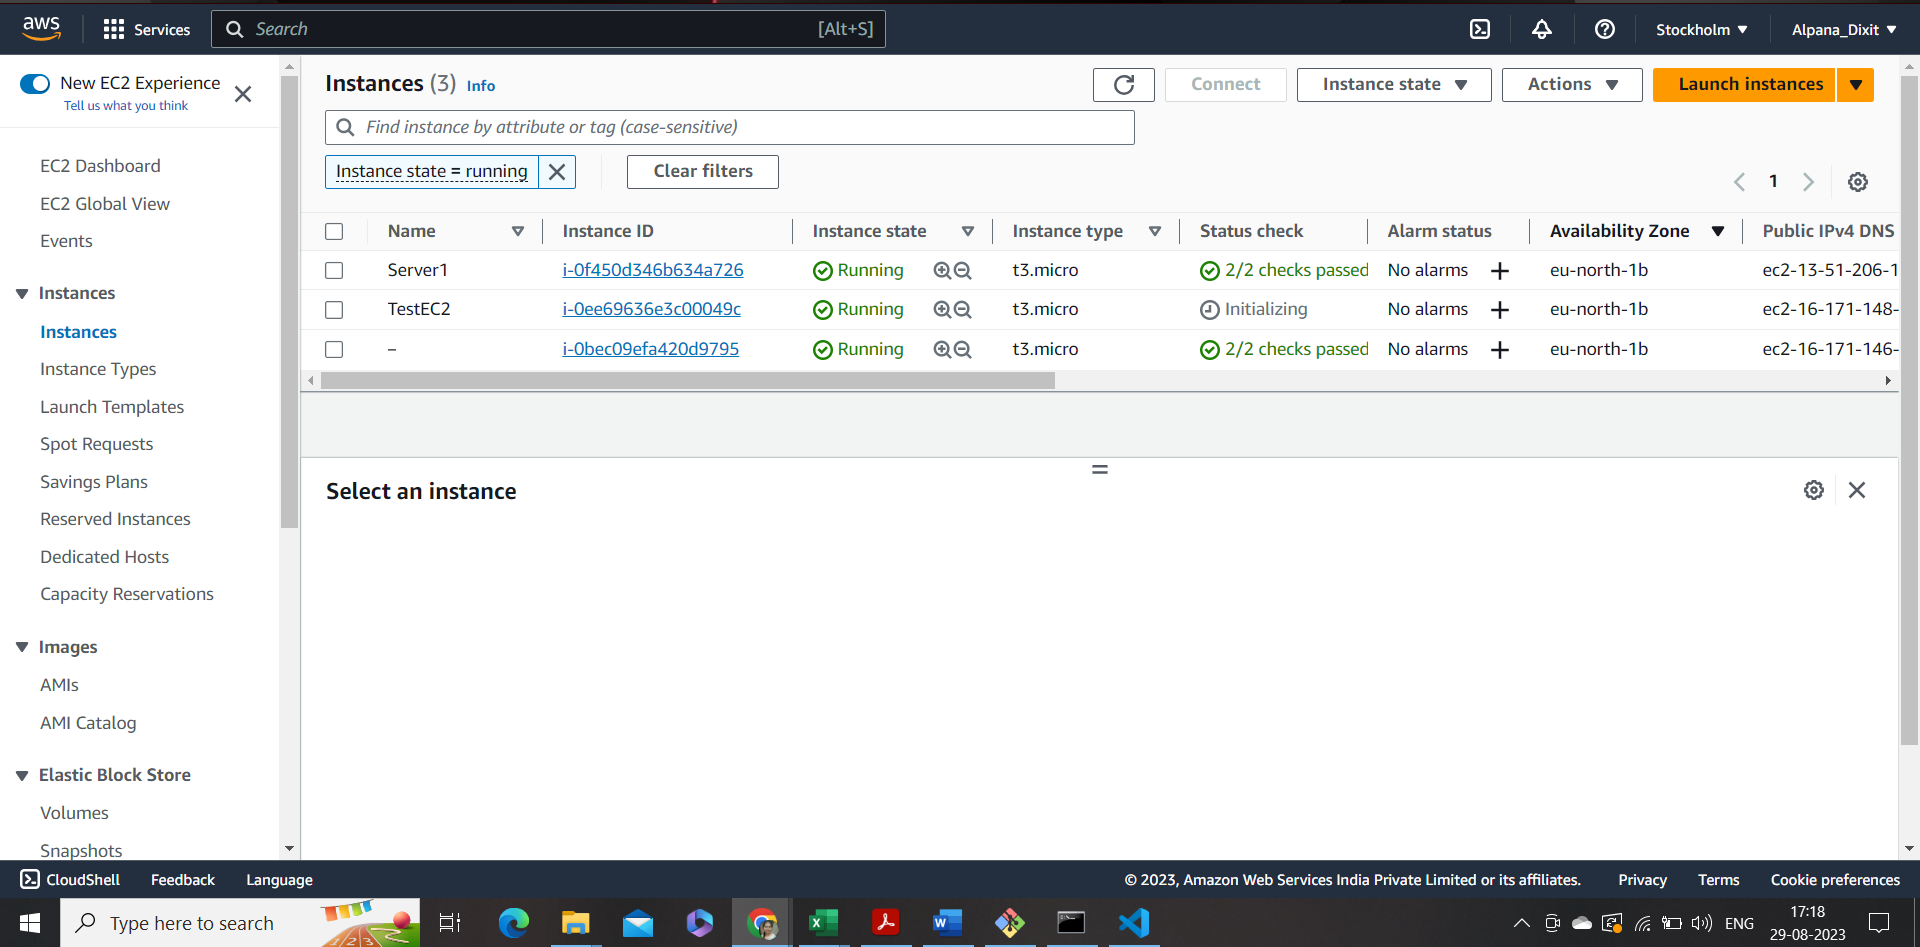 aws
Services
Search
[Alt+S]
Stockholm
Alpana_Dixit
New EC2 Experience
Tell us what you think
EC2 Dashboard
EC2 Global View
Events
Instances
Instances
Instance Types
Launch Templates
Spot Requests
Savings Plans
Reserved Instances
Dedicated Hosts
Capacity Reservations
Images
AMIs
AMI Catalog
Elastic Block Store
Volumes
Snapshots
Instances (3) Info
Connect
Instance state
Actions
Launch instances
Find instance by attribute or tag (case-sensitive)
Instance state = running
Clear filters
1
Name Instance ID Instance state Instance type Status check Alarm status Availability Zone Public IPv4 DNS
Server1 i-0f450d346b634a726 Running t3.micro 2/2 checks passed No alarms + eu-north-1b ec2-13-51-206-1
TestEC2 i-0ee69636e3c00049c Running t3.micro Initializing No alarms + eu-north-1b ec2-16-171-148-
– i-0bec09efa420d9795 Running t3.micro 2/2 checks passed No alarms + eu-north-1b ec2-16-171-146-
=
Select an instance
CloudShell Feedback Language
© 2023, Amazon Web Services India Private Limited or its affiliates. Privacy Terms Cookie preferences
Type here to search
ENG
17:18
29-08-2023